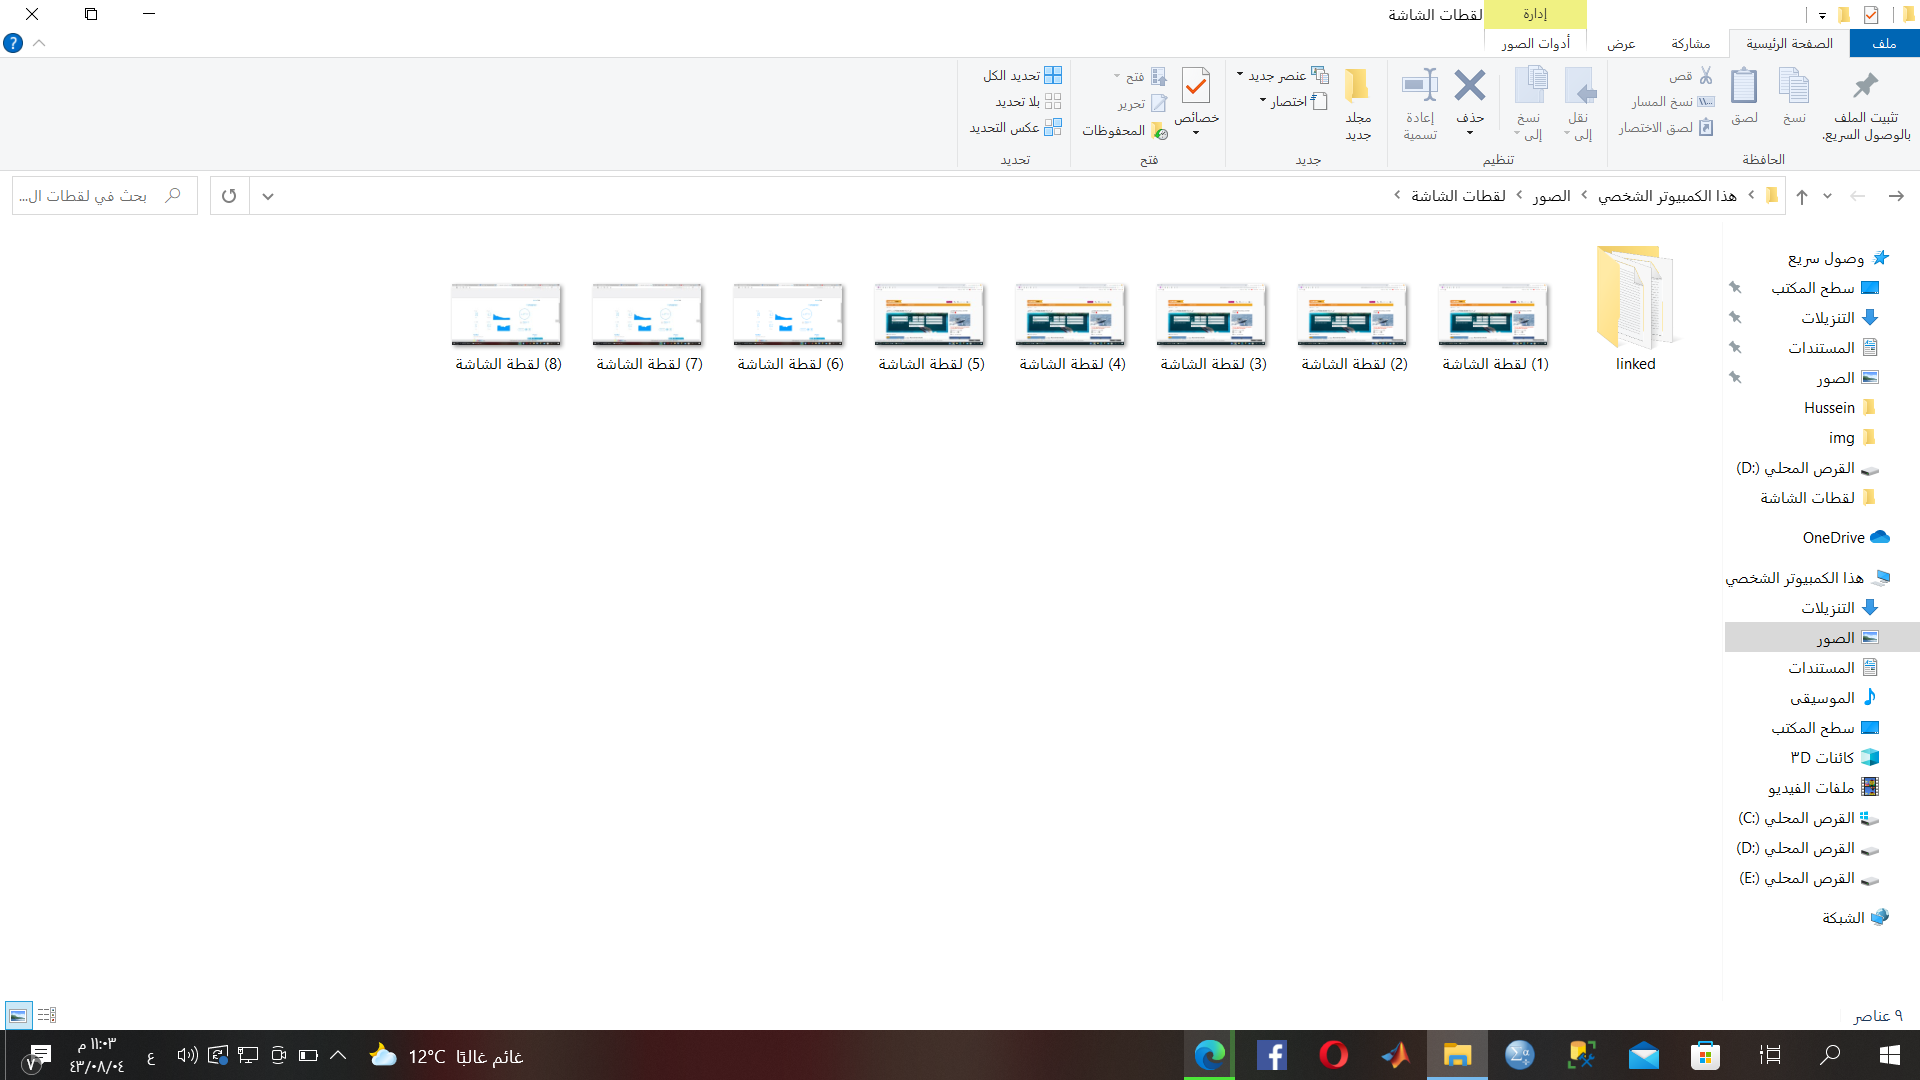 إدارة
لقطات الشاشة
ملف
الصفحة الرئيسية
مشاركة
عرض
أدوات الصور
تثبيت الملف
بالوصول السريع.
نسخ
لصق
قص
نسخ المسار
لصق الاختصار
الحافظة
نقل
إلى
نسخ
إلى
حذف
إعادة
تسمية
تنظيم
مجلد
جديد
عنصر جديد
اختصار
جديد
خصائص
فتح
تحرير
المحفوظات
فتح
تحديد الكل
بلا تحديد
عكس التحديد
تحديد
هذا الكمبيوتر الشخصي
الصور
لقطات الشاشة
بحث في لقطات ال...
وصول سريع
سطح المكتب
التنزيلات
المستندات
الصور
Hussein
img
القرص المحلي (D:)
لقطات الشاشة
OneDrive
هذا الكمبيوتر الشخصي
التنزيلات
الصور
المستندات
الموسيقى
سطح المكتب
كائنات ٣D
ملفات الفيديو
القرص المحلي (C:)
القرص المحلي (D:)
القرص المحلي (E:)
الشبكة
linked
لقطة الشاشة (1)
لقطة الشاشة (2)
لقطة الشاشة (3)
لقطة الشاشة (4)
لقطة الشاشة (5)
لقطة الشاشة (6)
لقطة الشاشة (7)
لقطة الشاشة (8)
٩ عناصر
غائم غالبًا 12°C
ع
١١:٠٣ م
٤٣/٠٨/٠٤
٧